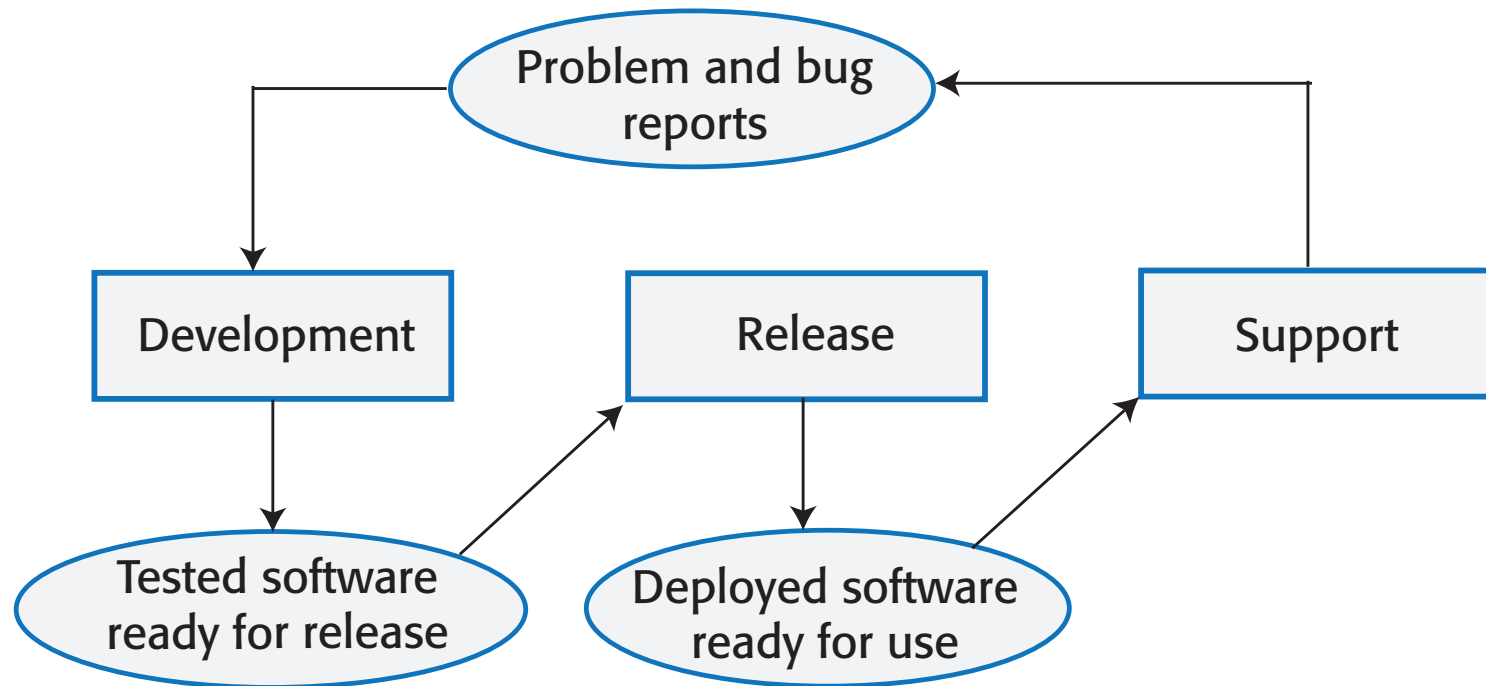 Problem and bug
reports
Development
Release
Support
Tested software
ready for release
Deployed software
ready for use